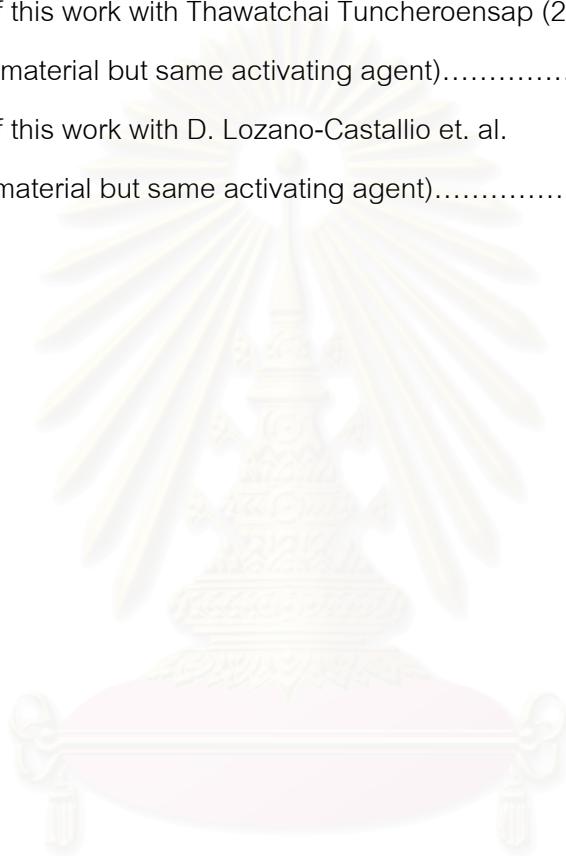 f this work with Thawatchai Tuncheroensap (2
material but same activating agent)..............
f this work with D. Lozano-Castallio et. al.
material but same activating agent)..............